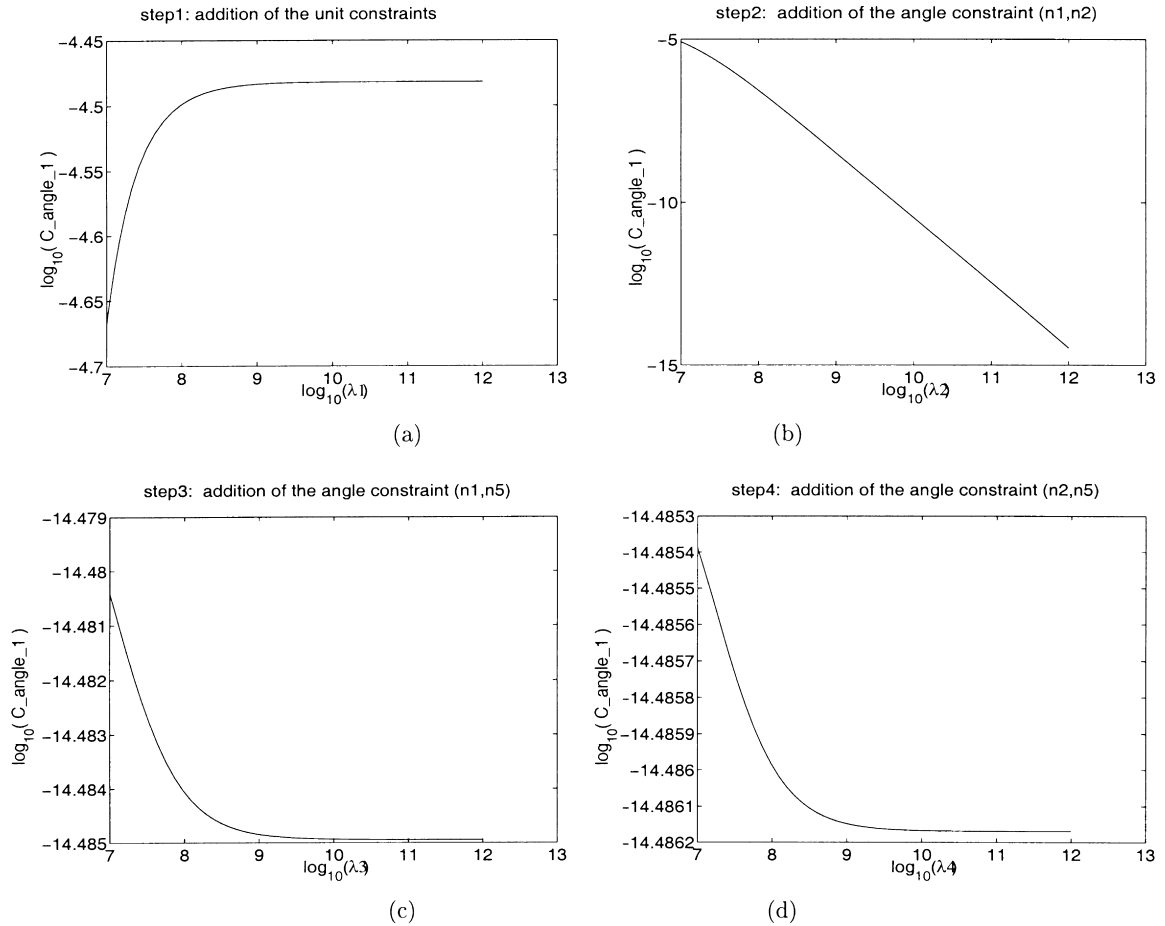 step1: addition of the unit constraints
log10( C_angle_1 )
-4.45
-4.5
-4.55
-4.6
-4.65
-4.7
7 8 9 10 11 12 13
log10(λ1)
(a)
step2: addition of the angle constraint (n1,n2)
log10( C_angle_1 )
-5
-10
-15
7 8 9 10 11 12 13
log10(λ2)
(b)
step3: addition of the angle constraint (n1,n5)
log10( C_angle_1 )
-14.479
-14.48
-14.481
-14.482
-14.483
-14.484
-14.485
7 8 9 10 11 12 13
log10(λ3)
(c)
step4: addition of the angle constraint (n2,n5)
log10( C_angle_1 )
-14.4853
-14.4854
-14.4855
-14.4856
-14.4857
-14.4858
-14.4859
-14.486
-14.4861
-14.4862
7 8 9 10 11 12 13
log10(λ4)
(d)